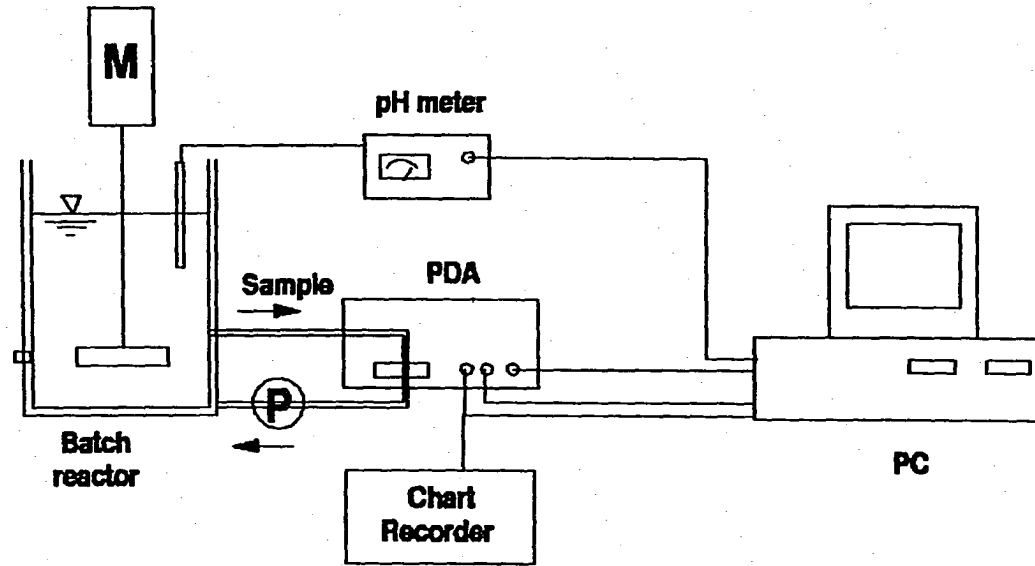 M
pH meter
Sample
PDA
P
Batch
reactor
PC
Chart
Recorder